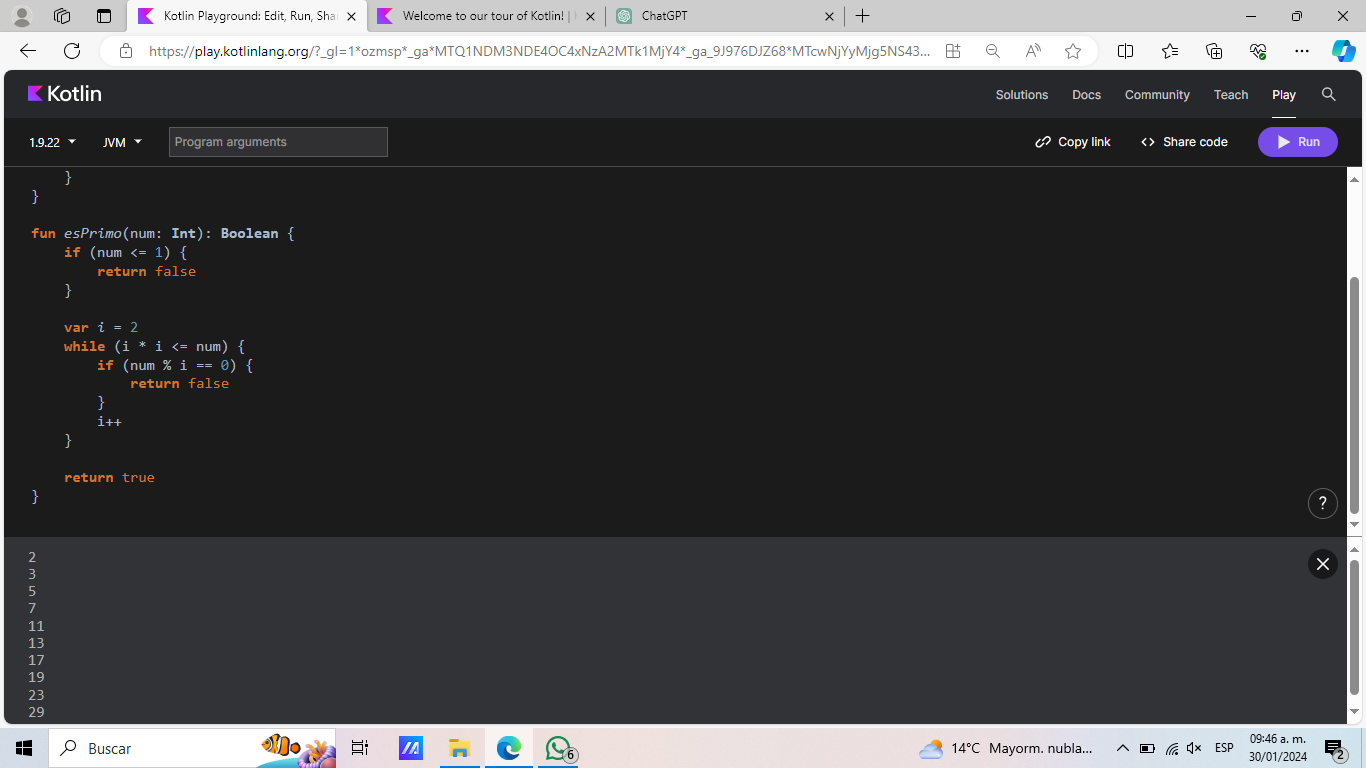 Kotlin Playground: Edit, Run, Sha
Welcome to our tour of Kotlin! |
ChatGPT
https://play.kotlinlang.org/?_gl=1*ozmsp*_ga*MTQ1NDM3NDE4OC4xNzA2MTk1MjY4*_ga_9J976DJZ68*MTcwNjYyMjg5NS43...
Kotlin
Solutions
Docs
Community
Teach
Play
1.9.22
JVM
Program arguments
Copy link
Share code
Run
}
}
fun esPrimo(num: Int): Boolean {
if (num <= 1) {
return false
}
var i = 2
while (i * i <= num) {
if (num % i == 0) {
return false
}
i++
}
return true
}
?
2
3
5
7
11
13
17
19
23
29
Buscar
6
14°C Mayorm. nubla...
ESP
09:46 a. m.
30/01/2024
2